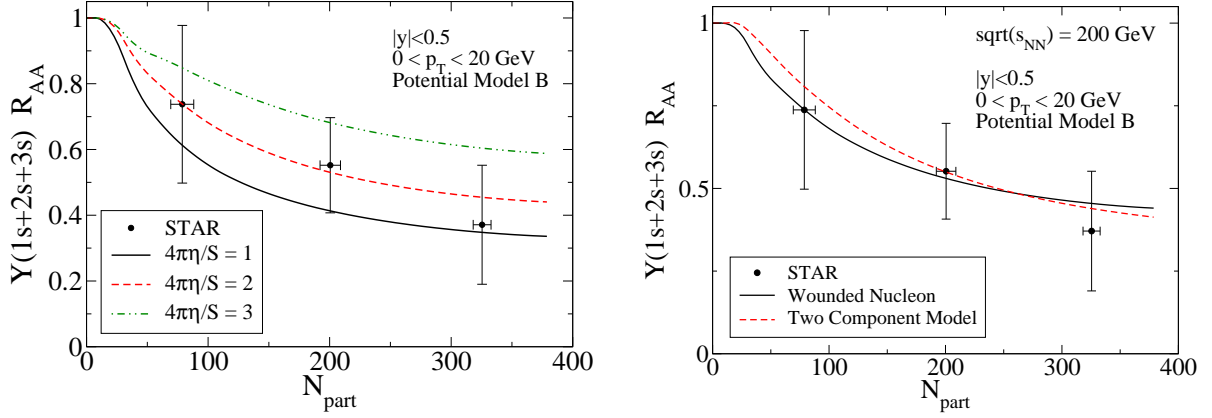 Y(1s+2s+3s) R_AA
1
0.8
0.6
0.4
0.2
0
|y|<0.5
0 < p_T < 20 GeV
Potential Model B
STAR
4πη/S = 1
4πη/S = 2
4πη/S = 3
0 100 200 300 400
N_part
Y(1s+2s+3s) R_AA
1
0.5
0
sqrt(s_NN) = 200 GeV
|y|<0.5
0 < p_T < 20 GeV
Potential Model B
STAR
Wounded Nucleon
Two Component Model
0 100 200 300 400
N_part